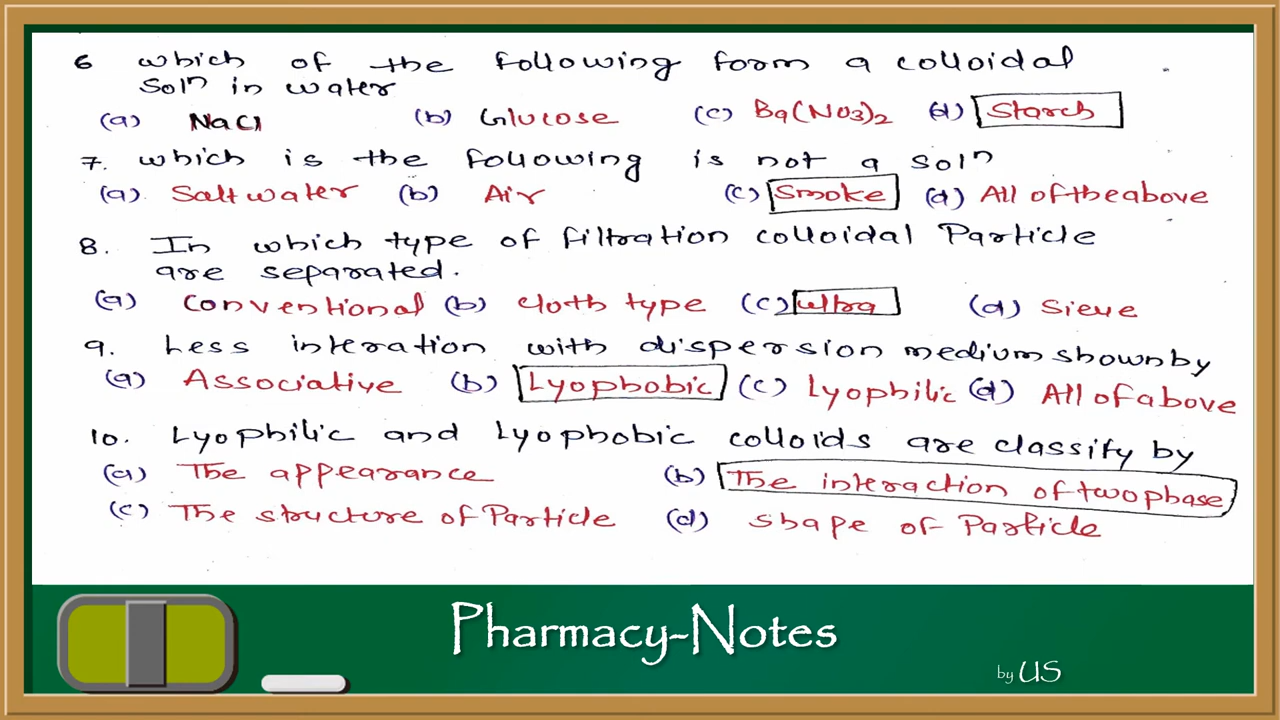 6 which of the following form a colloidal
Solⁿ in water
(a) NaCl (b) Glucose (c) Ba(NO3)2 (d) Starch
7. which is the following is not a solⁿ
(a) Salt water (b) Air (c) Smoke (d) All of the above
8. In which type of filtration colloidal Particle
are separated.
(a) Conventional (b) cloth type (c) ultra (d) Sieve
9. Less interation with dispersion medium shown by
(a) Associative (b) Lyophobic (c) Lyophilic (d) All of above
10. Lyophilic and Lyophobic colloids are classify by
(a) The appearance (b) The interaction of two phase
(c) The structure of Particle (d) shape of Particle
Pharmacy-Notes
by US